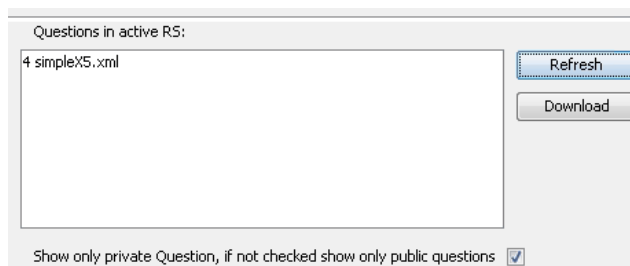 Questions in active RS:
4 simpleX5.xml
Refresh
Download
Show only private Question, if not checked show only public questions